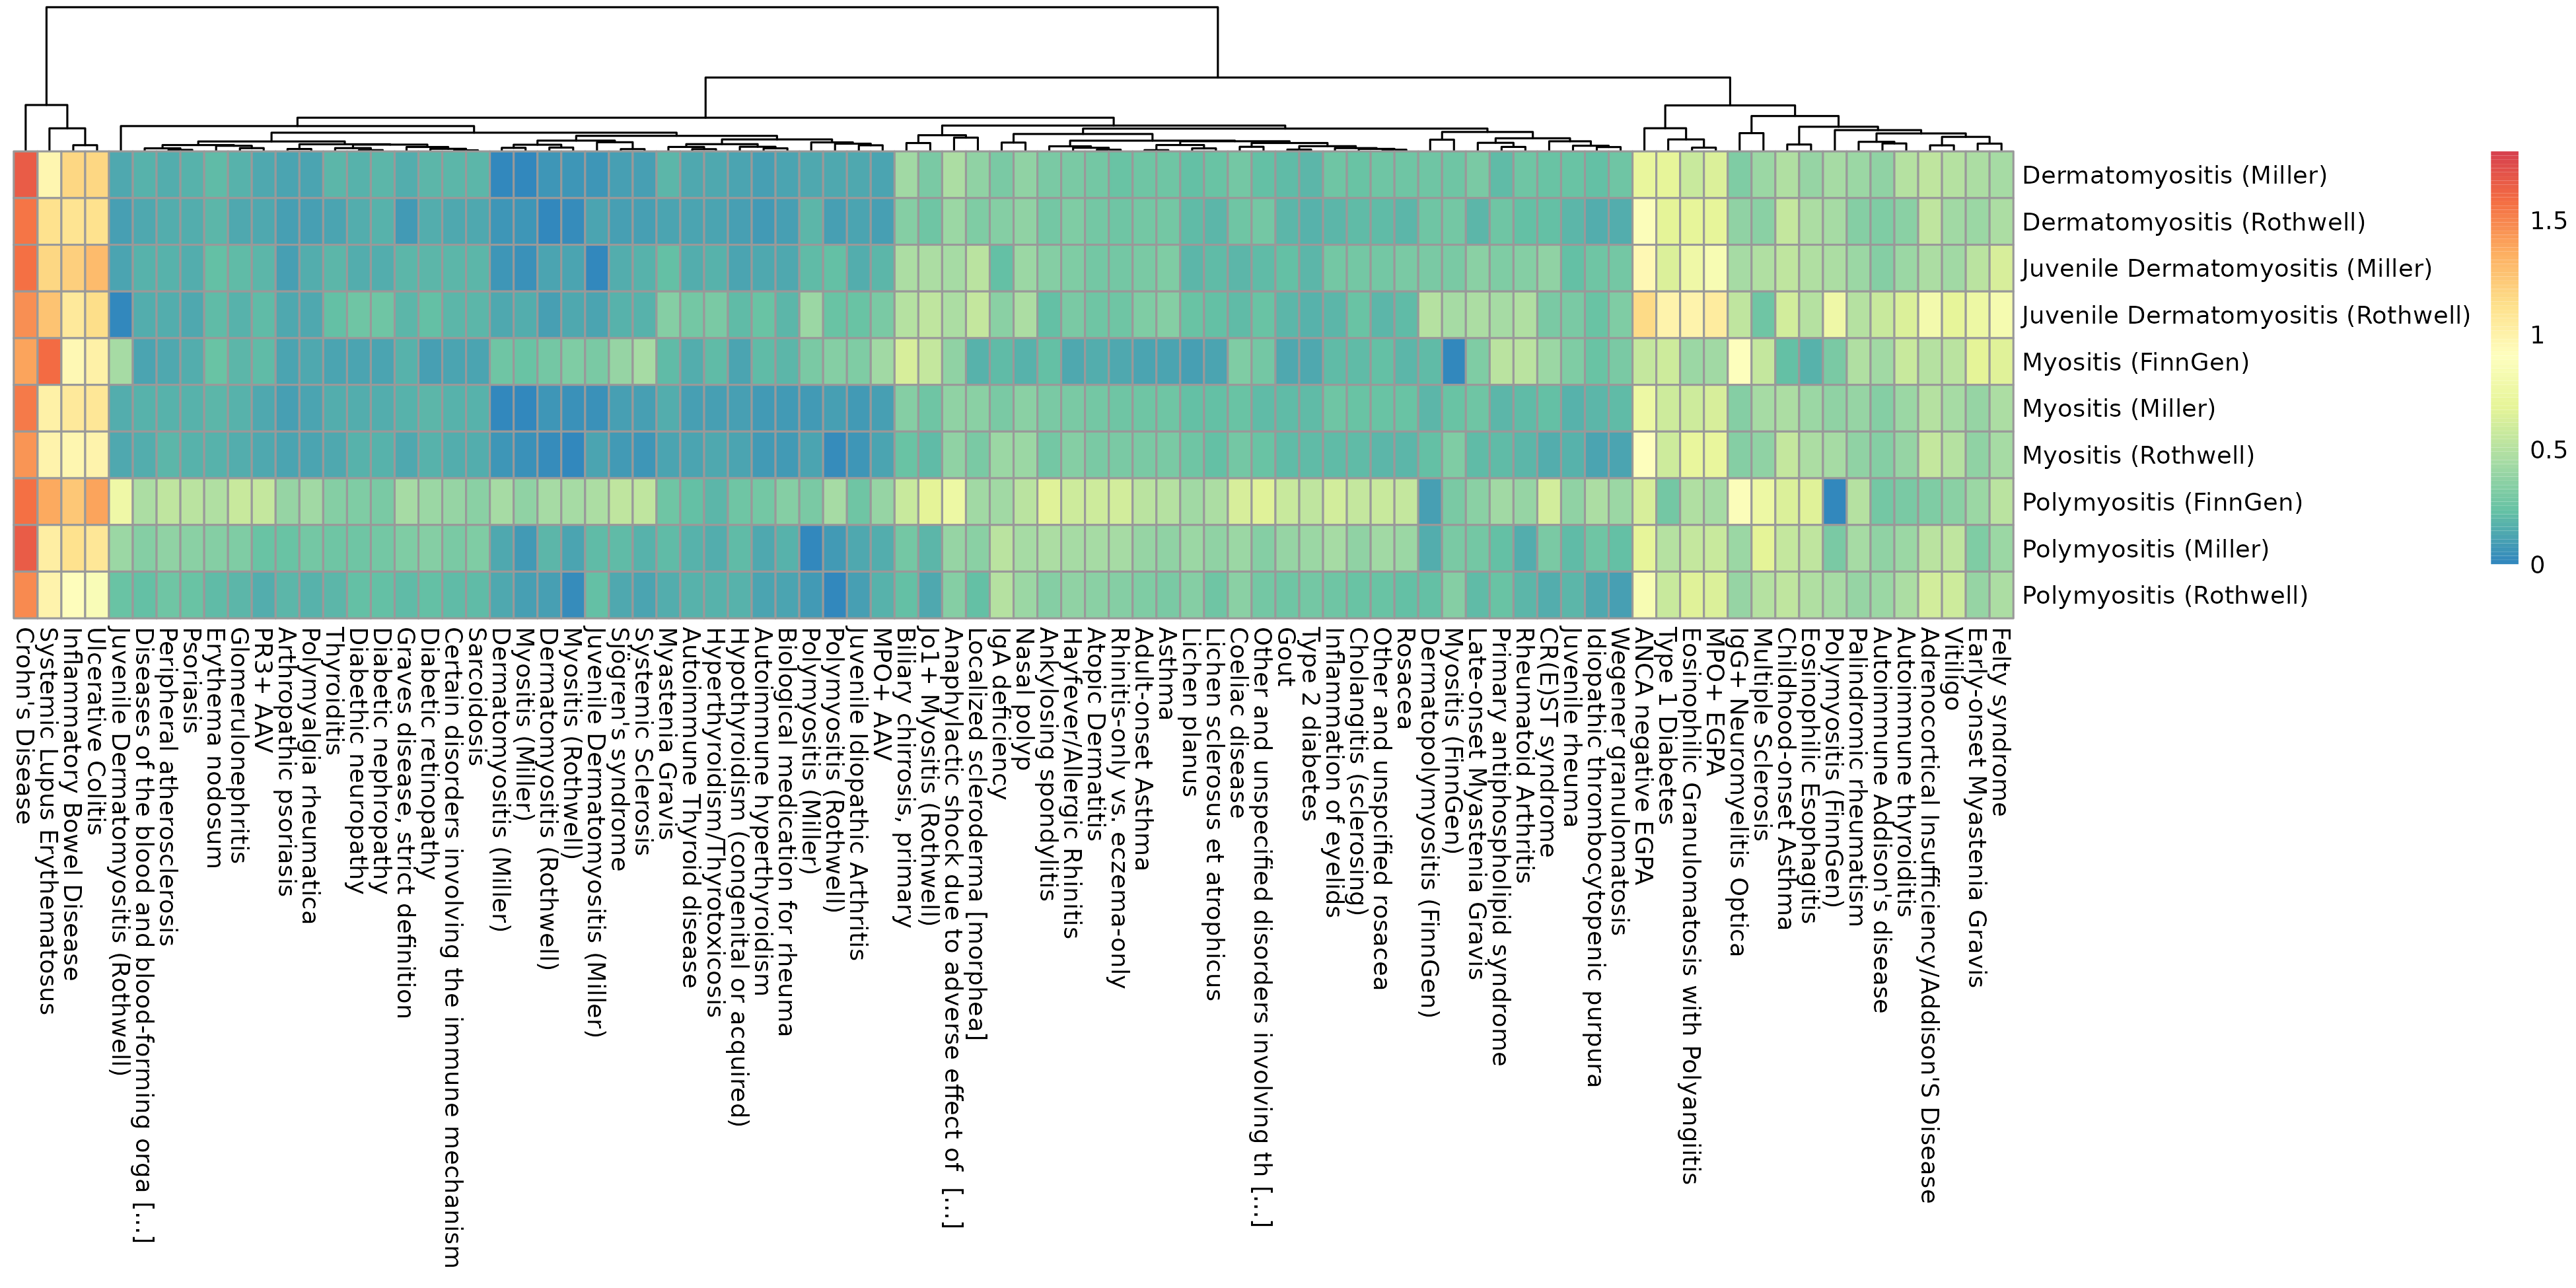 Dermatomyositis (Miller)
Dermatomyositis (Rothwell)
Juvenile Dermatomyositis (Miller)
Juvenile Dermatomyositis (Rothwell)
Myositis (FinnGen)
Myositis (Miller)
Myositis (Rothwell)
Polymyositis (FinnGen)
Polymyositis (Miller)
Polymyositis (Rothwell)
1.5
1
0.5
0
Crohn's Disease
Systemic Lupus Erythematosus
Inflammatory Bowel Disease
Ulcerative Colitis
Juvenile Dermatomyositis (Rothwell)
Diseases of the blood and blood-forming orga [...]
Peripheral atherosclerosis
Psoriasis
Erythema nodosum
Glomerulonephritis
PR3+ AAV
Arthropathic psoriasis
Polymyalgia rheumatica
Thyroiditis
Diabethic neuropathy
Diabetic nephropathy
Graves disease, strict definition
Diabetic retinopathy
Certain disorders involving the immune mechanism
Sarcoidosis
Dermatomyositis (Miller)
Myositis (Miller)
Dermatomyositis (Rothwell)
Myositis (Rothwell)
Juvenile Dermatomyositis (Miller)
Sjögren's syndrome
Systemic Sclerosis
Myastenia Gravis
Autoimmune Thyroid disease
Hyperthyroidism/Thyrotoxicosis
Hypothyroidism (congenital or acquired)
Autoimmune hyperthyroidism
Biological medication for rheuma
Polymyositis (Miller)
Polymyositis (Rothwell)
Juvenile Idiopathic Arthritis
MPO+ AAV
Biliary chirrosis, primary
Jo1+ Myositis (Rothwell)
Anaphylactic shock due to adverse effect of [...]
Localized scleroderma [morphea]
IgA deficiency
Nasal polyp
Ankylosing spondylitis
Hayfever/Allergic Rhinitis
Atopic Dermatitis
Rhinitis-only vs. eczema-only
Adult-onset Asthma
Asthma
Lichen planus
Lichen sclerosus et atrophicus
Coeliac disease
Other and unspecified disorders involving th [...]
Gout
Type 2 diabetes
Inflammation of eyelids
Cholangitis (sclerosing)
Other and unspcified rosacea
Rosacea
Dermatopolymyositis (FinnGen)
Myositis (FinnGen)
Late-onset Myastenia Gravis
Primary antiphospholipid syndrome
Rheumatoid Arthritis
CR(E)ST syndrome
Juvenile rheuma
Idiopathic thrombocytopenic purpura
Wegener granulomatosis
ANCA negative EGPA
Type 1 Diabetes
Eosinophilic Granulomatosis with Polyangiitis
MPO+ EGPA
IgG+ Neuromyelitis Optica
Multiple Sclerosis
Childhood-onset Asthma
Eosinophilic Esophagitis
Polymyositis (FinnGen)
Palindromic rheumatism
Autoimmune Addison's disease
Autoimmune thyroiditis
Adrenocortical Insufficiency/Addison'S Disease
Vitiligo
Early-onset Myastenia Gravis
Felty syndrome